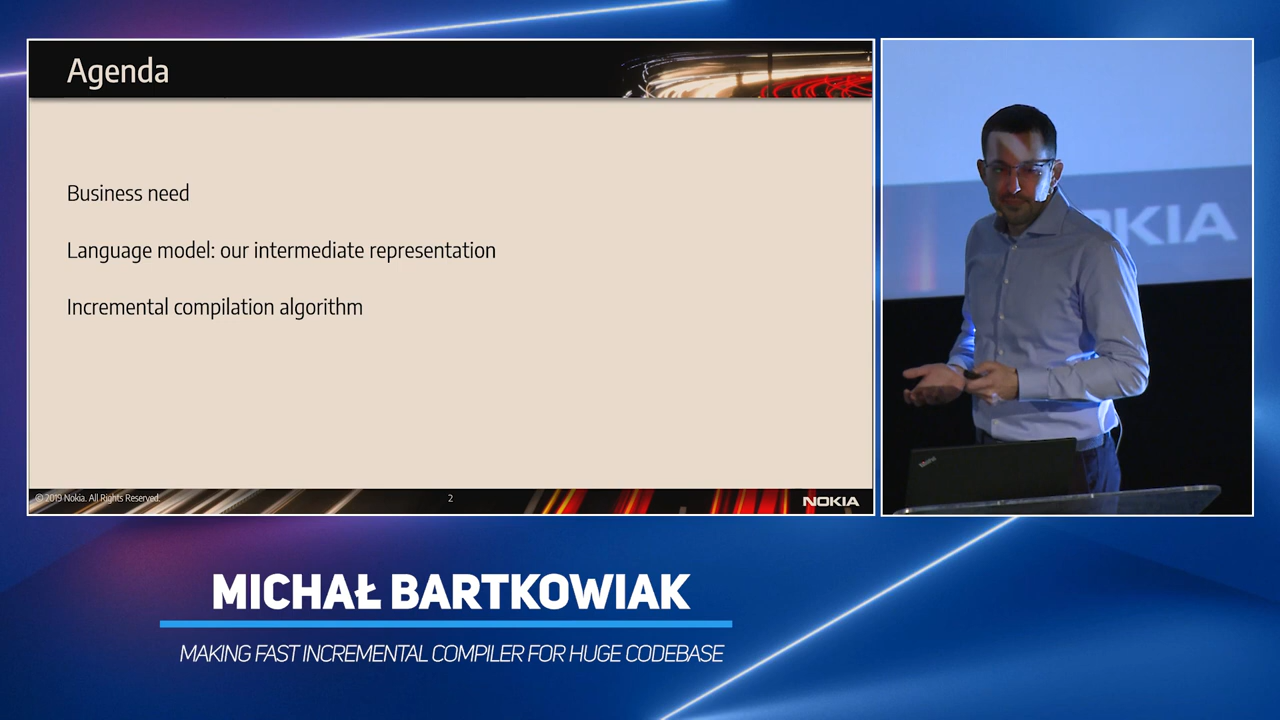 Agenda
Business need
Language model: our intermediate representation
Incremental compilation algorithm
© 2019 Nokia. All Rights Reserved.
2
NOKIA
OKIA
MICHAŁ BARTKOWIAK
MAKING FAST INCREMENTAL COMPILER FOR HUGE CODEBASE